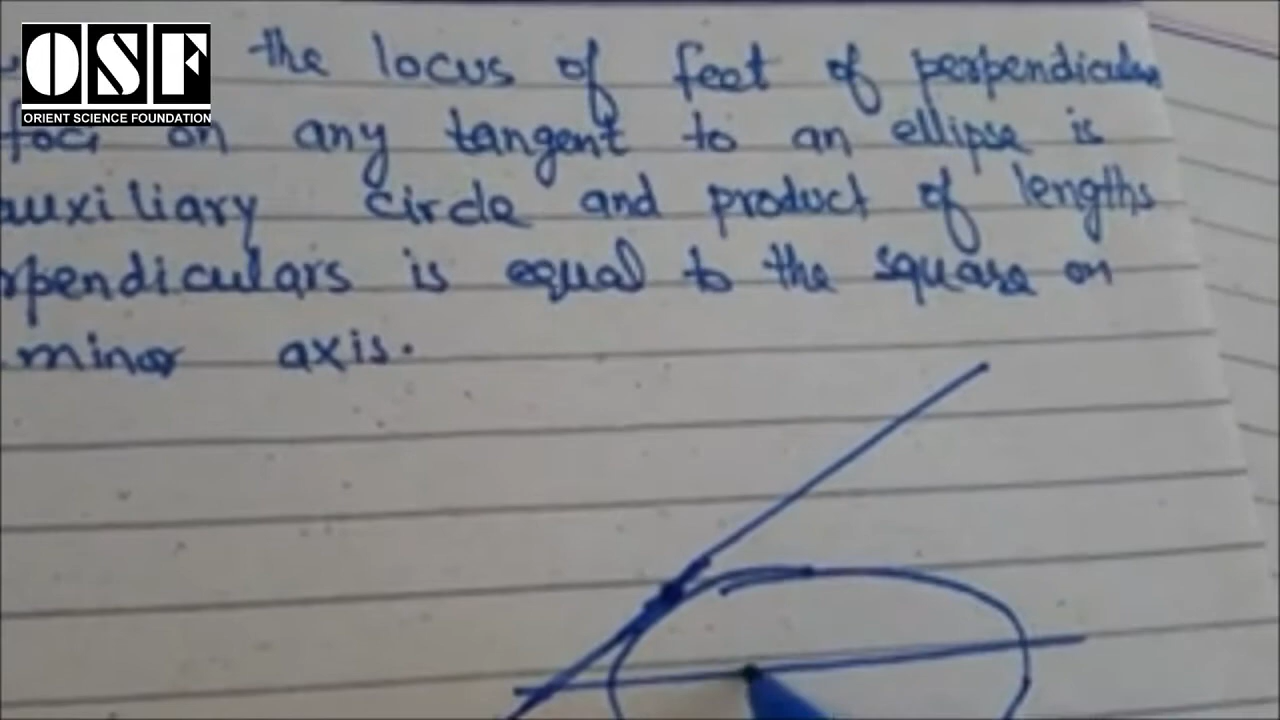 OSF
ORIENT SCIENCE FOUNDATION
the locus of feet of perpendicular
foci on any tangent to an ellipse is
auxiliary circle and product of lengths
rpendiculars is equal to the square on
minor axis.